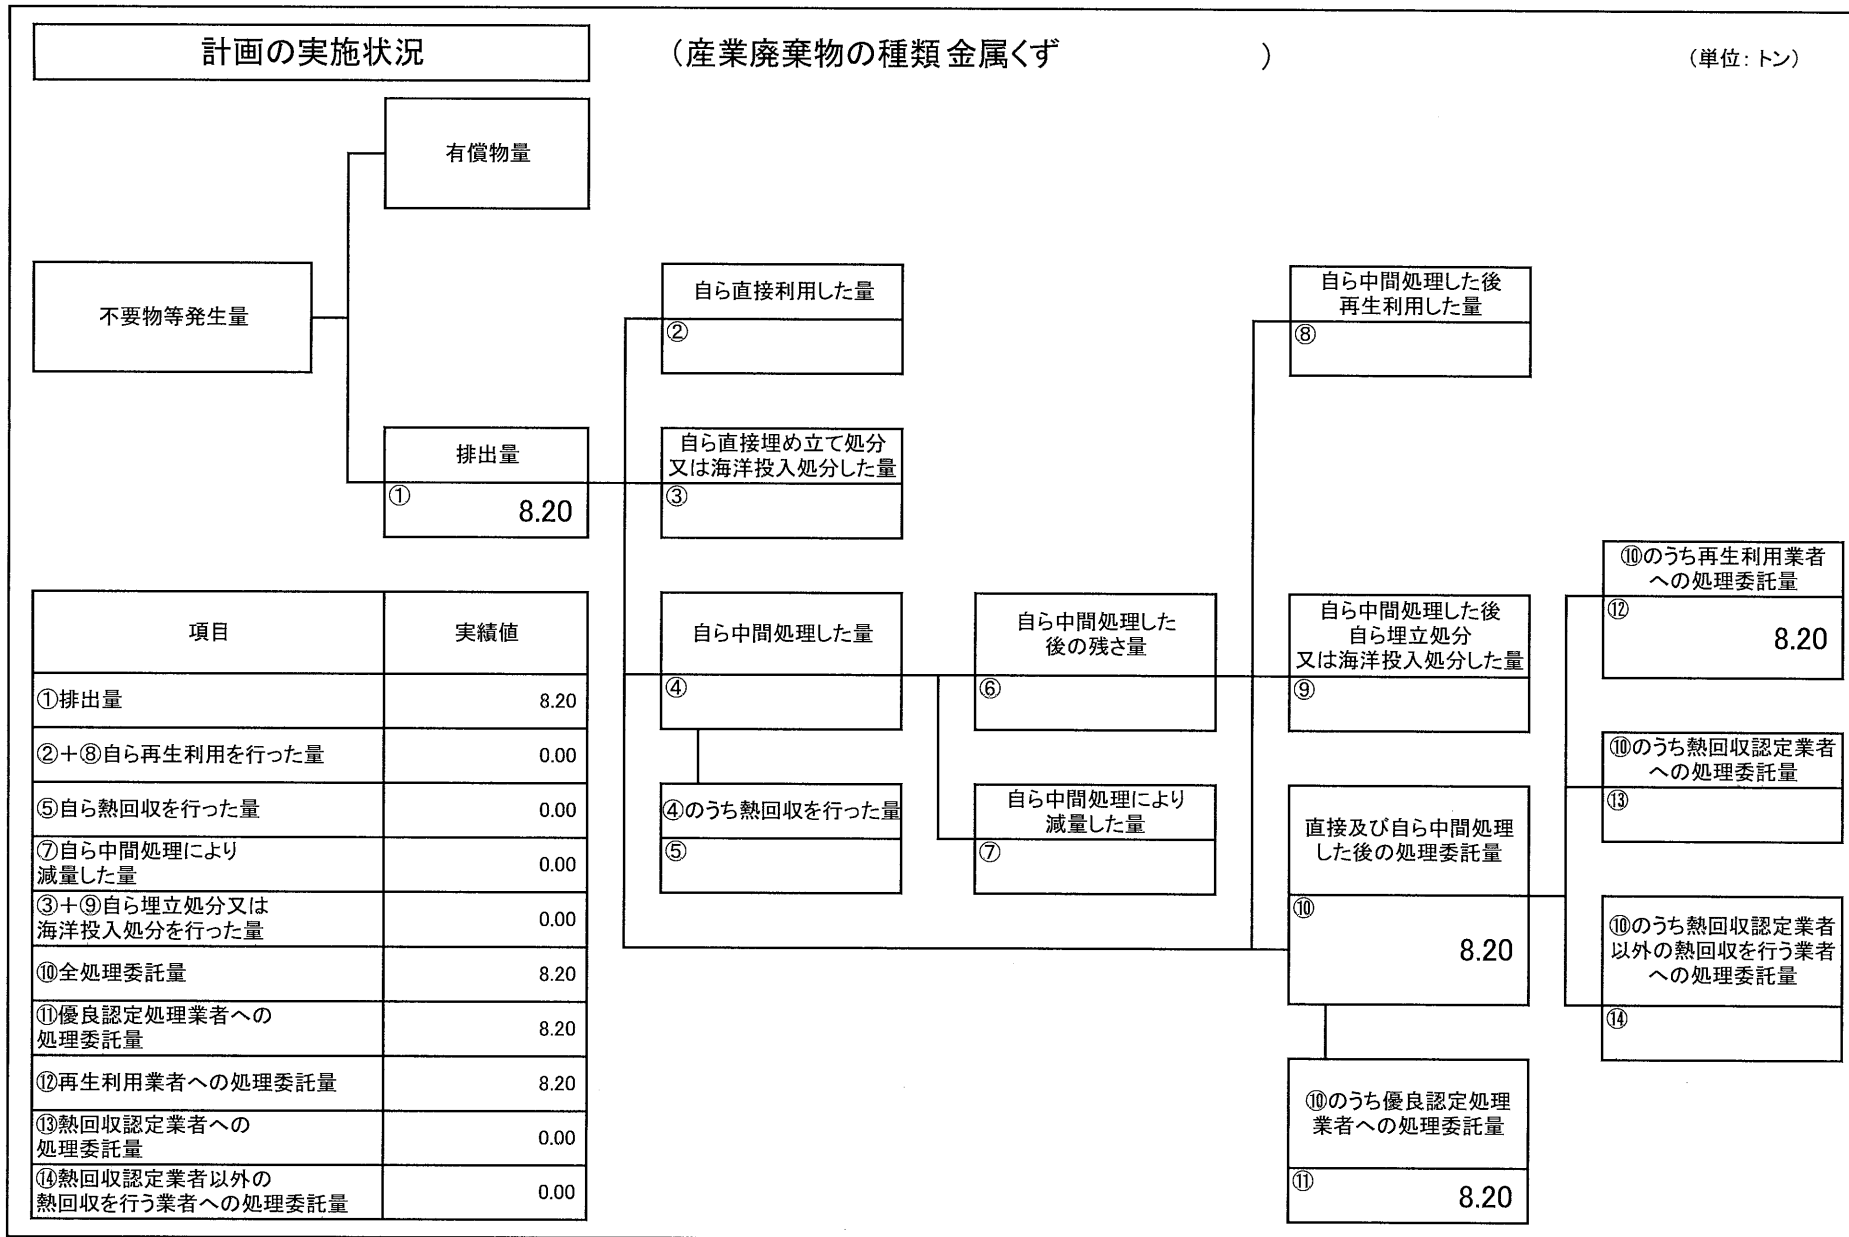 計画の実施状況
（産業廃棄物の種類 金属くず　　　　　）
（単位：トン）
有償物量
不要物等発生量
排出量
①
8.20
自ら直接利用した量
②
自ら直接埋め立て処分
又は海洋投入処分した量
③
自ら中間処理した量
④
④のうち熱回収を行った量
⑤
自ら中間処理した
後の残さ量
⑥
自ら中間処理により
減量した量
⑦
自ら中間処理した後
再生利用した量
⑧
自ら中間処理した後
自ら埋立処分
又は海洋投入処分した量
⑨
直接及び自ら中間処理
した後の処理委託量
⑩
8.20
⑩のうち優良認定処理
業者への処理委託量
⑪
8.20
⑩のうち再生利用業者
への処理委託量
⑫
8.20
⑩のうち熱回収認定業者
への処理委託量
⑬
⑩のうち熱回収認定業者
以外の熱回収を行う業者
への処理委託量
⑭
項目 実績値
①排出量 8.20
②＋⑧自ら再生利用を行った量 0.00
⑤自ら熱回収を行った量 0.00
⑦自ら中間処理により
減量した量 0.00
③＋⑨自ら埋立処分又は
海洋投入処分を行った量 0.00
⑩全処理委託量 8.20
⑪優良認定処理業者への
処理委託量 8.20
⑫再生利用業者への処理委託量 8.20
⑬熱回収認定業者への
処理委託量 0.00
⑭熱回収認定業者以外の
熱回収を行う業者への処理委託量 0.00